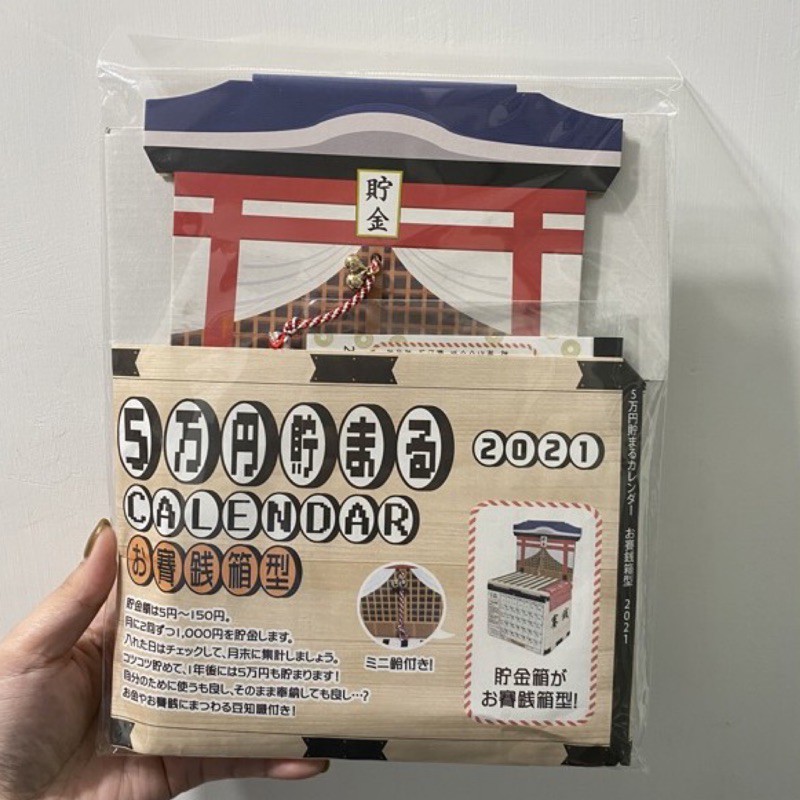 貯金
5万円貯まる 2021
CALENDAR
お賽銭箱型
貯金額は5円〜150円。
月に2回ずつ1,000円を貯金します。
入れた日はチェックして、月末に集計しましょう。
コツコツ貯めて、1年後には5万円も貯まります!
自分のために使うも良し、そのまま奉納しても良し…?
お金やお賽銭にまつわる豆知識付き!
ミニ鈴付き!
賽銭
貯金箱が
お賽銭箱型!
5万円貯まるカレンダー お賽銭箱型 2021